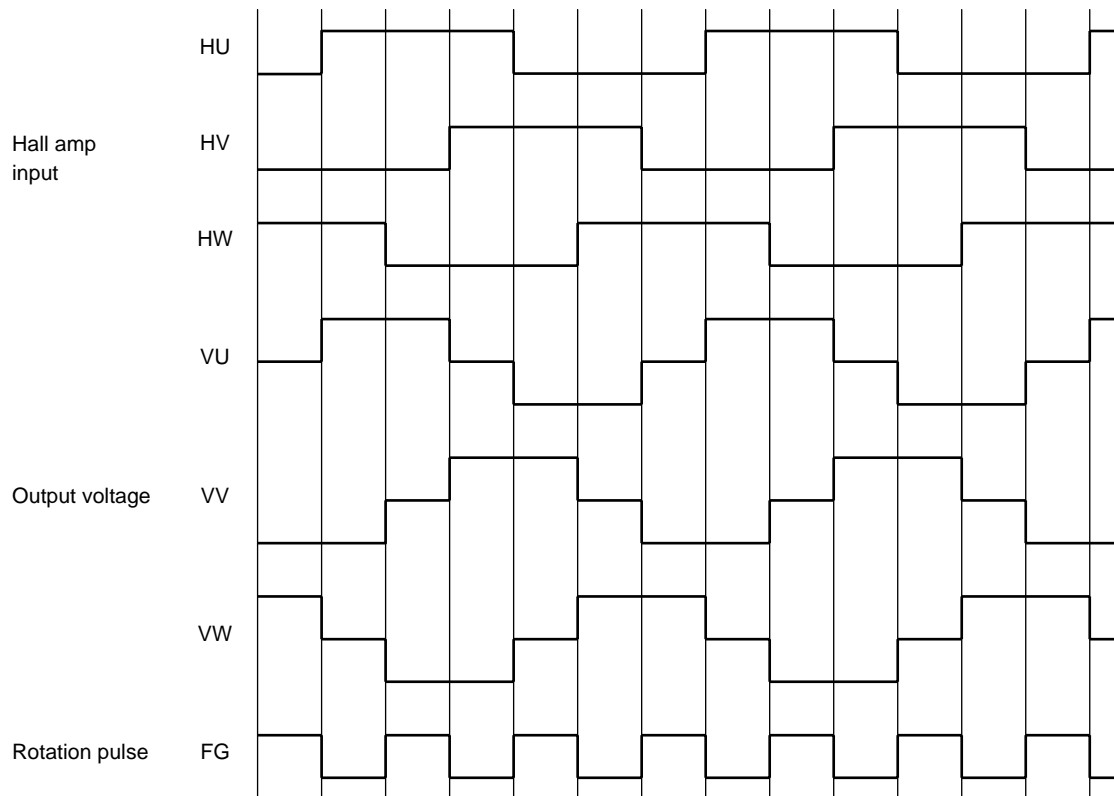 HU
Hall amp
input
HV
HW
VU
Output voltage
VV
VW
Rotation pulse
FG